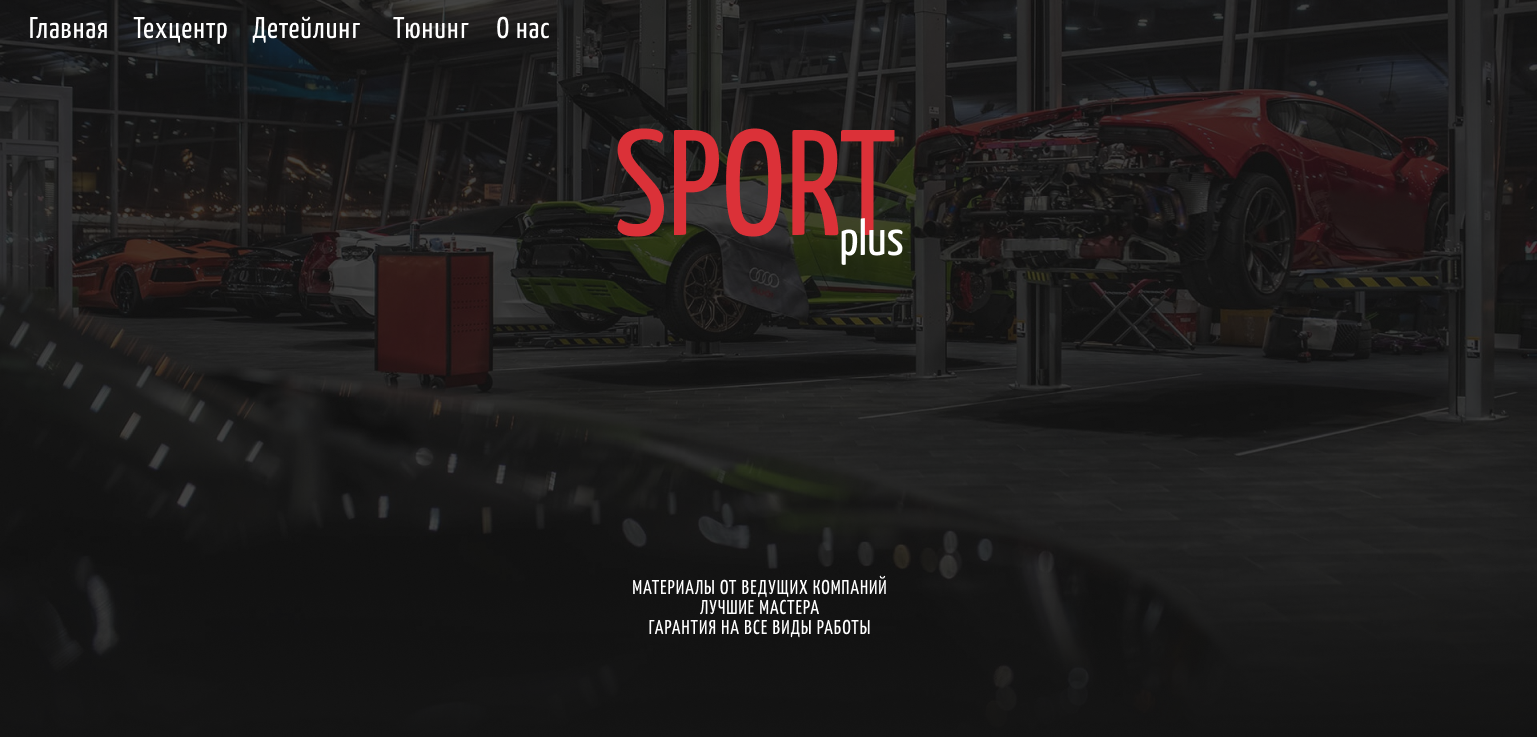 Главная Техцентр Детейлинг Тюнинг О нас
SPORT
plus
МАТЕРИАЛЫ ОТ ВЕДУЩИХ КОМПАНИЙ
ЛУЧШИЕ МАСТЕРА
ГАРАНТИЯ НА ВСЕ ВИДЫ РАБОТЫ